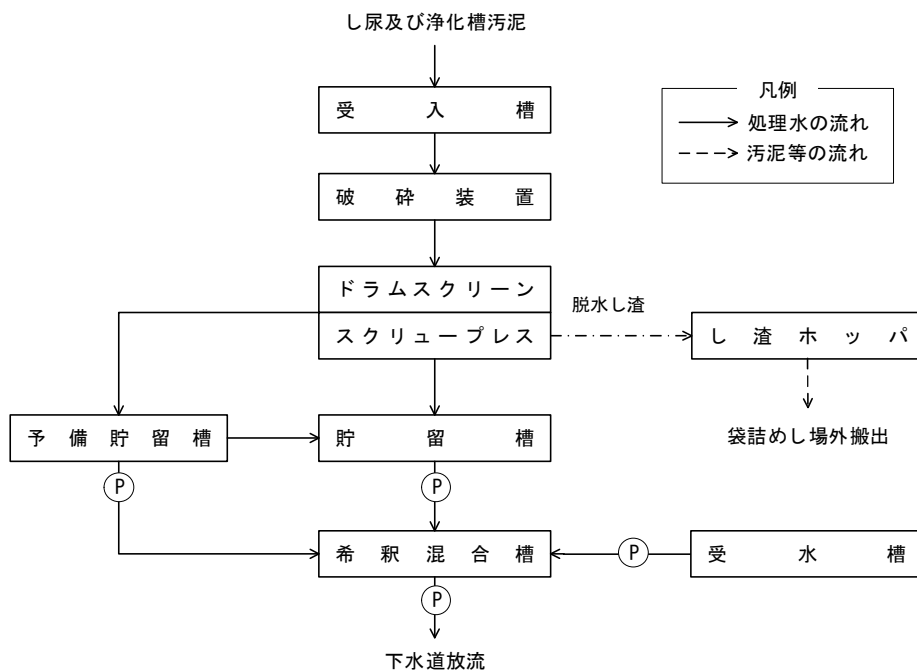 し尿及び浄化槽汚泥
受入槽
凡例
処理水の流れ
汚泥等の流れ
破砕装置
ドラムスクリーン
脱水し渣
スクリュープレス
し渣ホッパ
予備貯留槽
貯留槽
袋詰めし場外搬出
P
P
希釈混合槽
P
受水槽
P
下水道放流